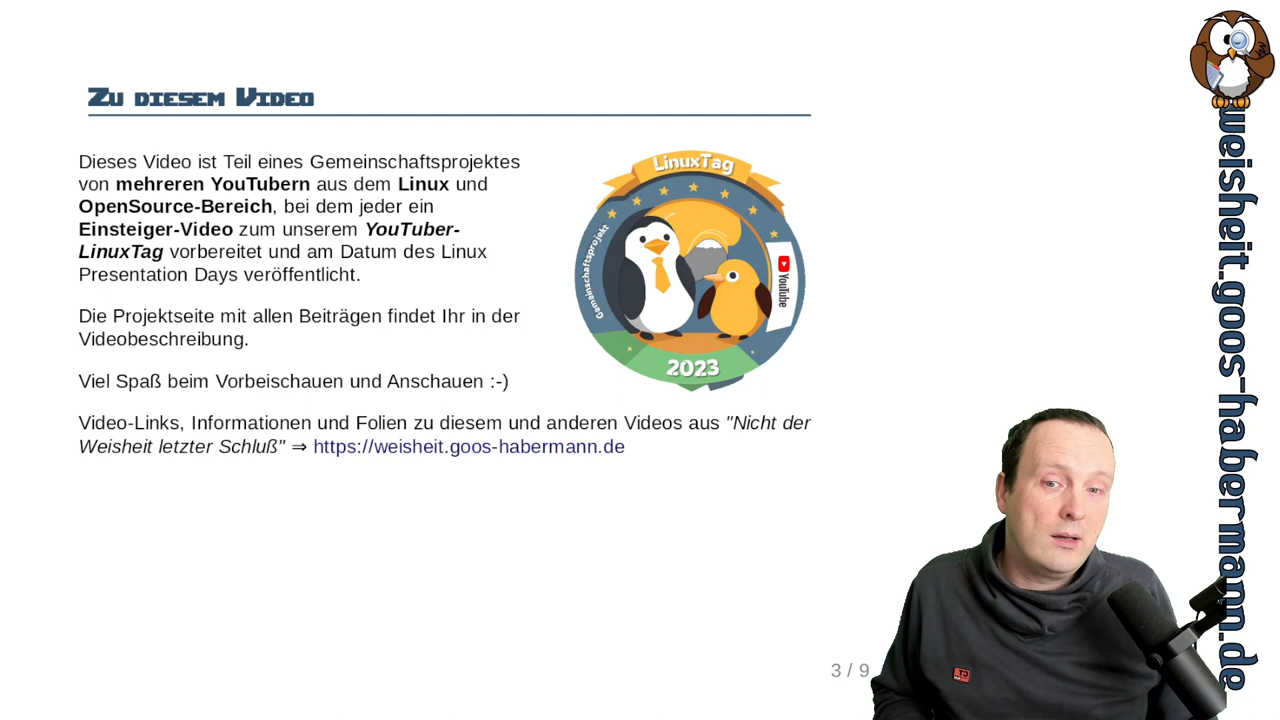 Zu diesem Video
Dieses Video ist Teil eines Gemeinschaftsprojektes
von mehreren YouTubern aus dem Linux und
OpenSource-Bereich, bei dem jeder ein
Einsteiger-Video zum unserem YouTuber-
LinuxTag vorbereitet und am Datum des Linux
Presentation Days veröffentlicht.
Die Projektseite mit allen Beiträgen findet Ihr in der
Videobeschreibung.
Viel Spaß beim Vorbeischauen und Anschauen :-)
Video-Links, Informationen und Folien zu diesem und anderen Videos aus "Nicht der
Weisheit letzter Schluß" ⇒ https://weisheit.goos-habermann.de
LinuxTag
Gemeinschaftsprojekt
YouTube
2023
3 / 9
weisheit.goos-habermann.de